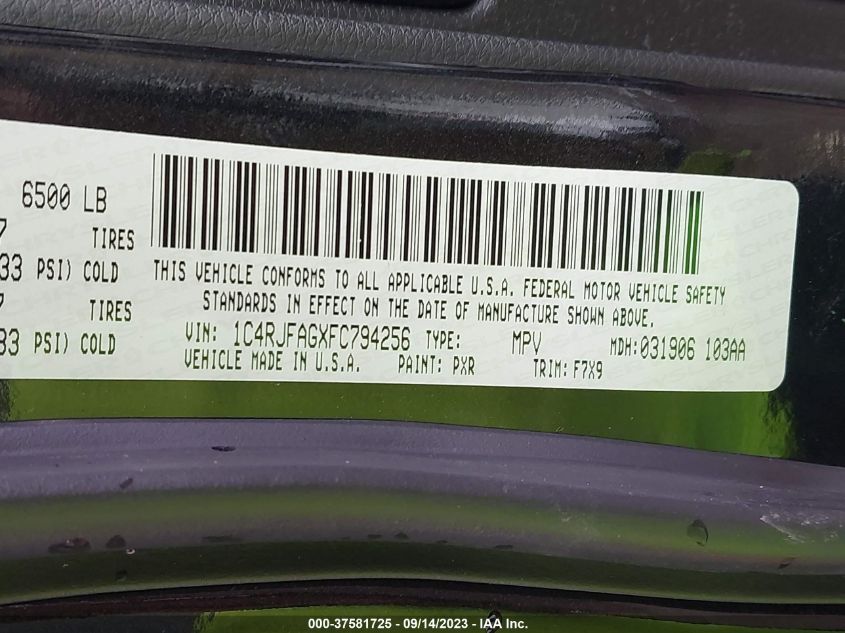 6500 LB
7 TIRES
33 PSI) COLD
7 TIRES
33 PSI) COLD
THIS VEHICLE CONFORMS TO ALL APPLICABLE U.S.A. FEDERAL MOTOR VEHICLE SAFETY
STANDARDS IN EFFECT ON THE DATE OF MANUFACTURE SHOWN ABOVE.
VIN: 1C4RJFAGXFC794256 TYPE: MPV MDH:031906 103AA
VEHICLE MADE IN U.S.A. PAINT: PXR TRIM: F7X9
000-37581725 - 09/14/2023 - IAA Inc.